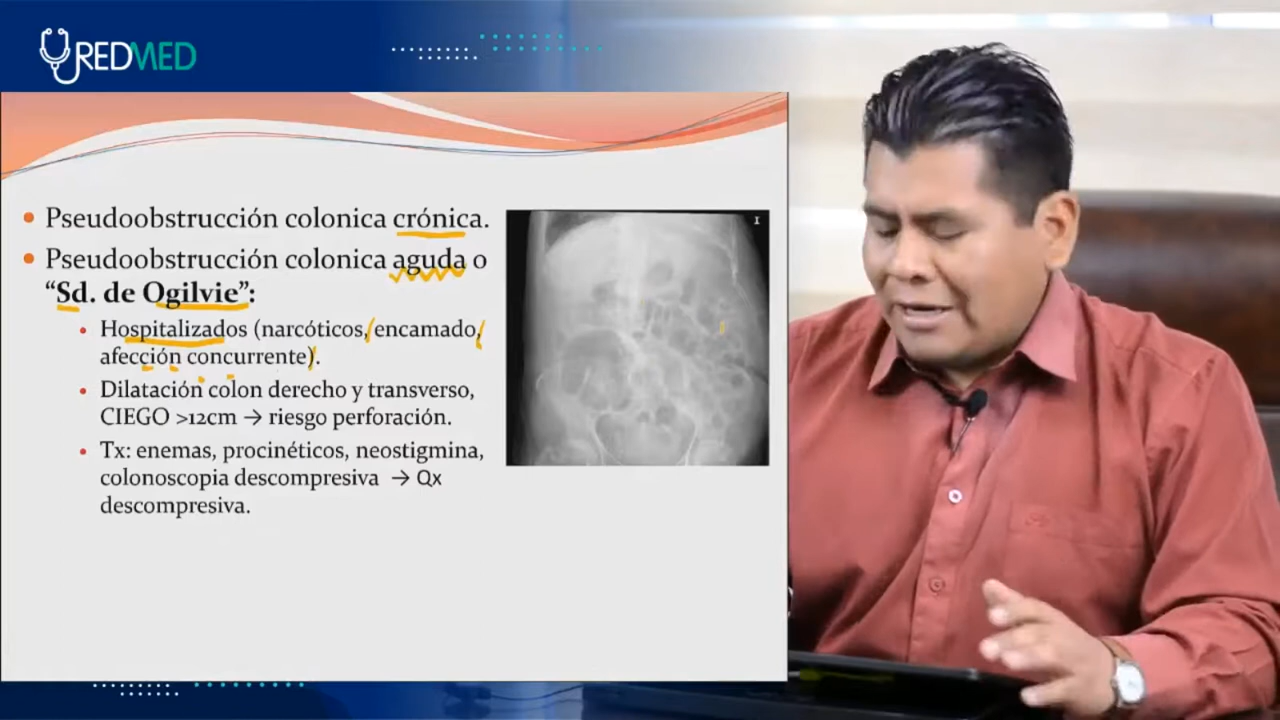 REDMED
Pseudoobstrucción colonica crónica.
Pseudoobstrucción colonica aguda o
“Sd. de Ogilvie”:
Hospitalizados (narcóticos, encamado,
afección concurrente).
Dilatación colon derecho y transverso,
CIEGO >12cm → riesgo perforación.
Tx: enemas, procinéticos, neostigmina,
colonoscopia descompresiva → Qx
descompresiva.
I